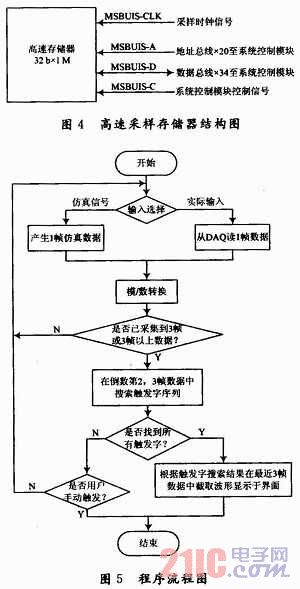 高速存储器
32 b×1 M
MSBUIS-CLK
采样时钟信号
MSBUIS-A
地址总线×20至系统控制模块
MSBUIS-D
数据总线×34至系统控制模块
MSBUIS-C
系统控制模块控制信号
图 4 高速采样存储器结构图
开始
仿真信号
输入选择
实际输入
产生1帧仿真数据
从DAQ读1帧数据
模/数转换
N
是否已采集到3帧
或3帧以上数据?
Y
在倒数第2,3帧数据中
搜索触发字序列
N
是否找到所
有触发字?
Y
N
是否用户
手动触发?
Y
根据触发字搜索结果在最近3帧
数据中截取波形显示于界面
结束
21IC电子网
.com
图 5 程序流程图